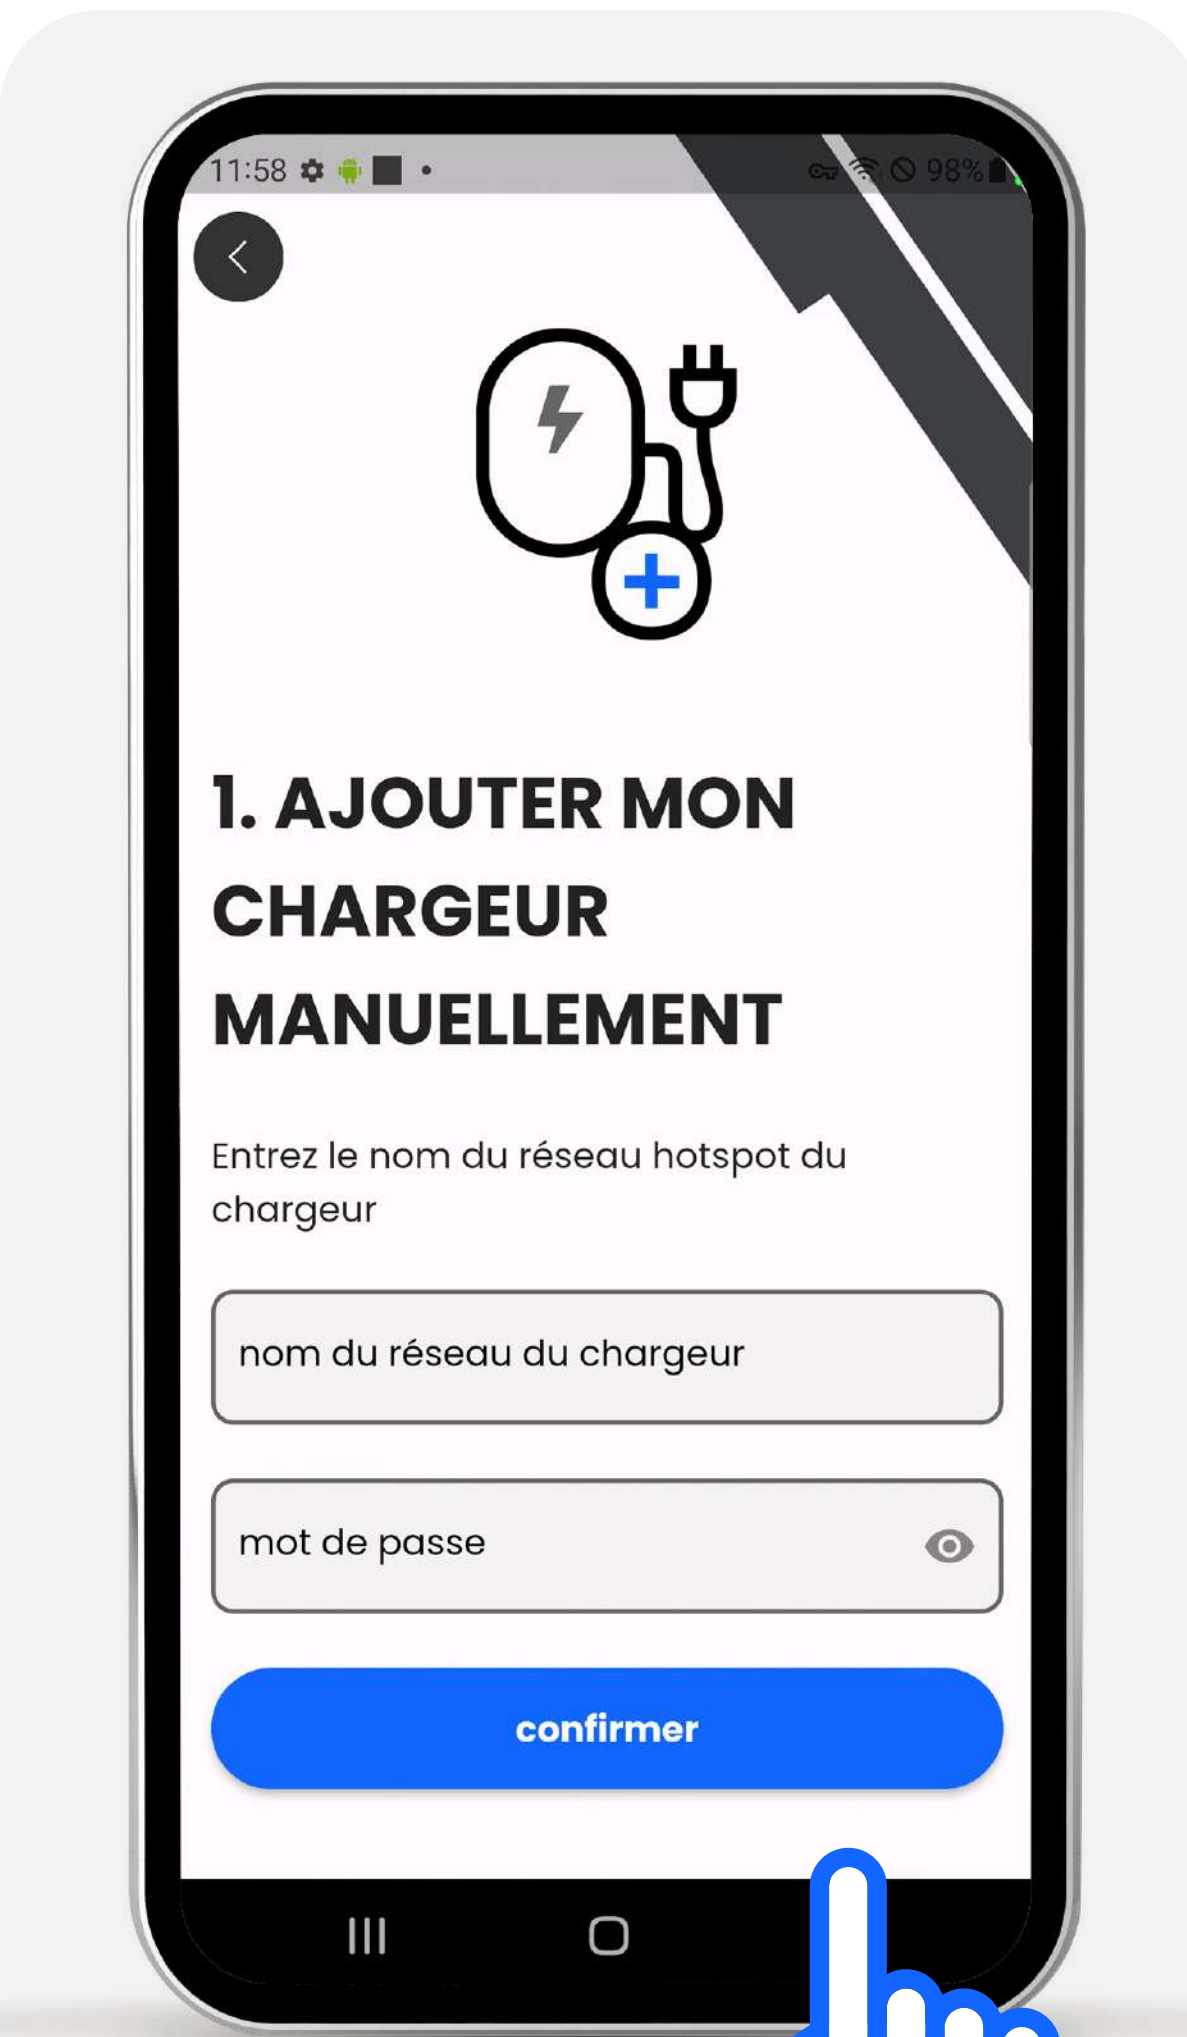 11:58
98%
1. AJOUTER MON
CHARGEUR
MANUELLEMENT
Entrez le nom du réseau hotspot du
chargeur
nom du réseau du chargeur
mot de passe
confirmer